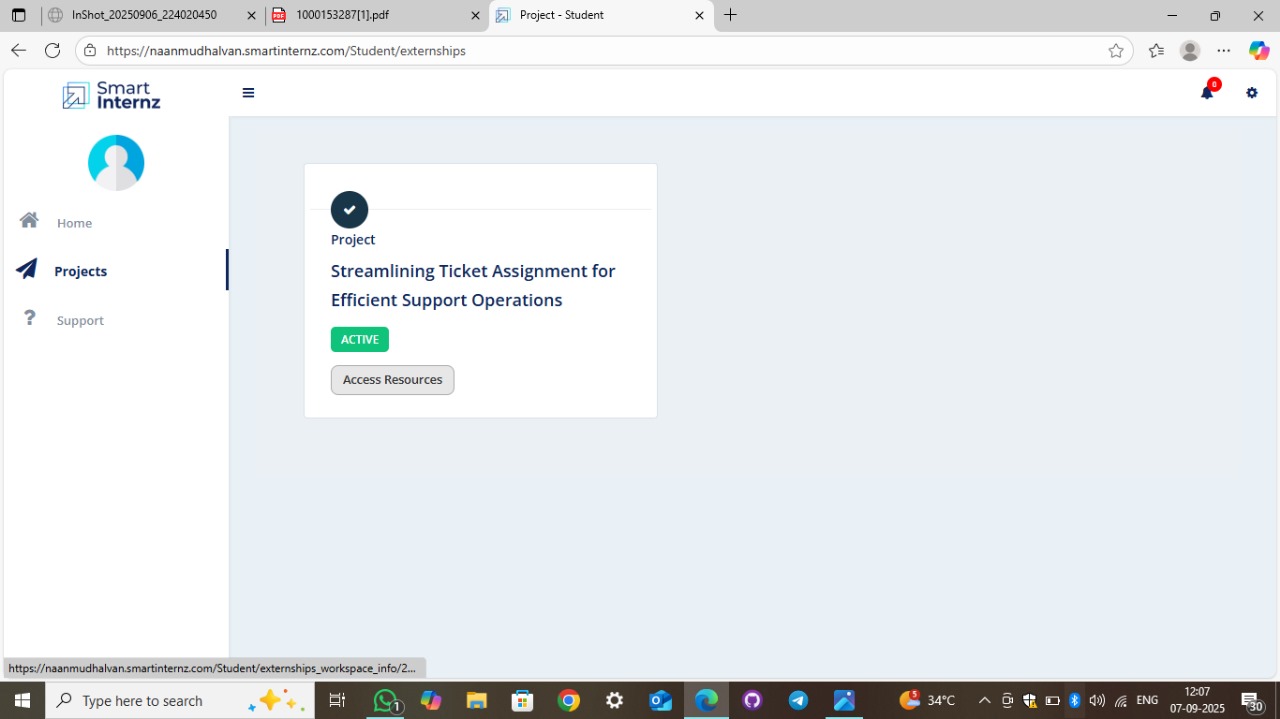 InShot_20250906_224020450
1000153287[1].pdf
Project - Student
https://naanmudhalvan.smartinternz.com/Student/externships
Smart
Internz
0
Home
Projects
Support
Project
Streamlining Ticket Assignment for
Efficient Support Operations
ACTIVE
Access Resources
https://naanmudhalvan.smartinternz.com/Student/externships_workspace_info/2...
Type here to search
1
5
34°C
ENG
12:07
07-09-2025
30